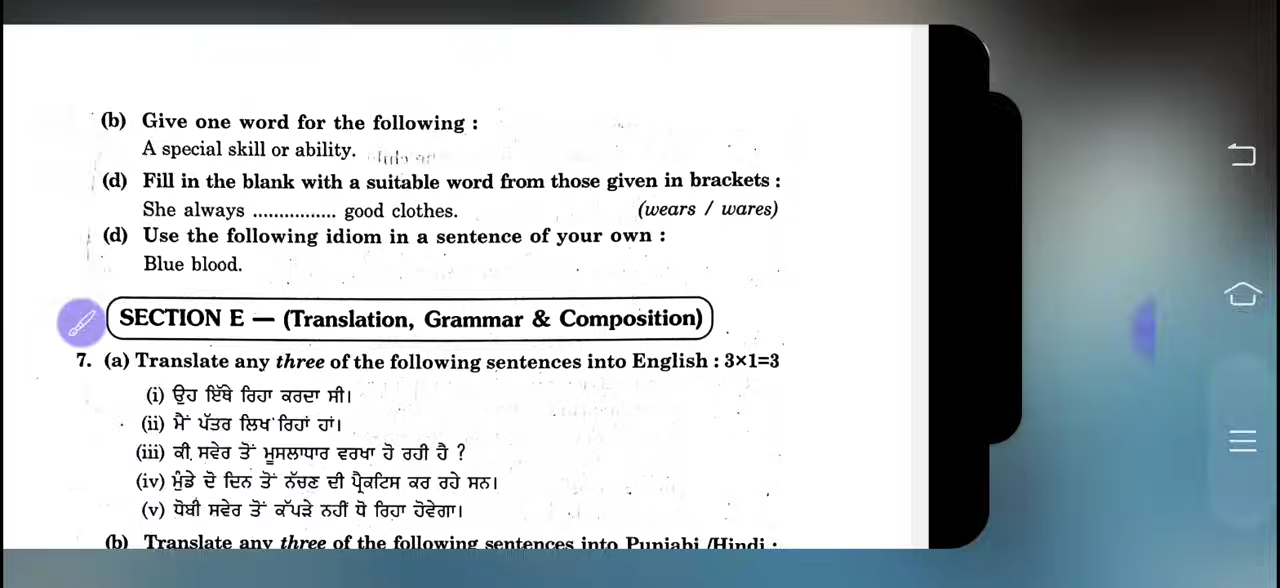 (b) Give one word for the following :
A special skill or ability.
(d) Fill in the blank with a suitable word from those given in brackets :
She always ................ good clothes. (wears / wares)
(d) Use the following idiom in a sentence of your own :
Blue blood.
SECTION E — (Translation, Grammar & Composition)
7. (a) Translate any three of the following sentences into English : 3×1=3
(i) ਉਹ ਇੱਥੇ ਰਿਹਾ ਕਰਦਾ ਸੀ।
(ii) ਮੈਂ ਪੱਤਰ ਲਿਖ ਰਿਹਾਂ ਹਾਂ।
(iii) ਕੀ ਸਵੇਰ ਤੋਂ ਮੂਸਲਾਧਾਰ ਵਰਖਾ ਹੋ ਰਹੀ ਹੈ ?
(iv) ਮੁੰਡੇ ਦੋ ਦਿਨ ਤੋਂ ਨੱਚਣ ਦੀ ਪ੍ਰੈਕਟਿਸ ਕਰ ਰਹੇ ਸਨ।
(v) ਧੋਬੀ ਸਵੇਰ ਤੋਂ ਕੱਪੜੇ ਨਹੀਂ ਧੋ ਰਿਹਾ ਹੋਵੇਗਾ।
(b) Translate any three of the following sentences into Punjabi /Hindi :